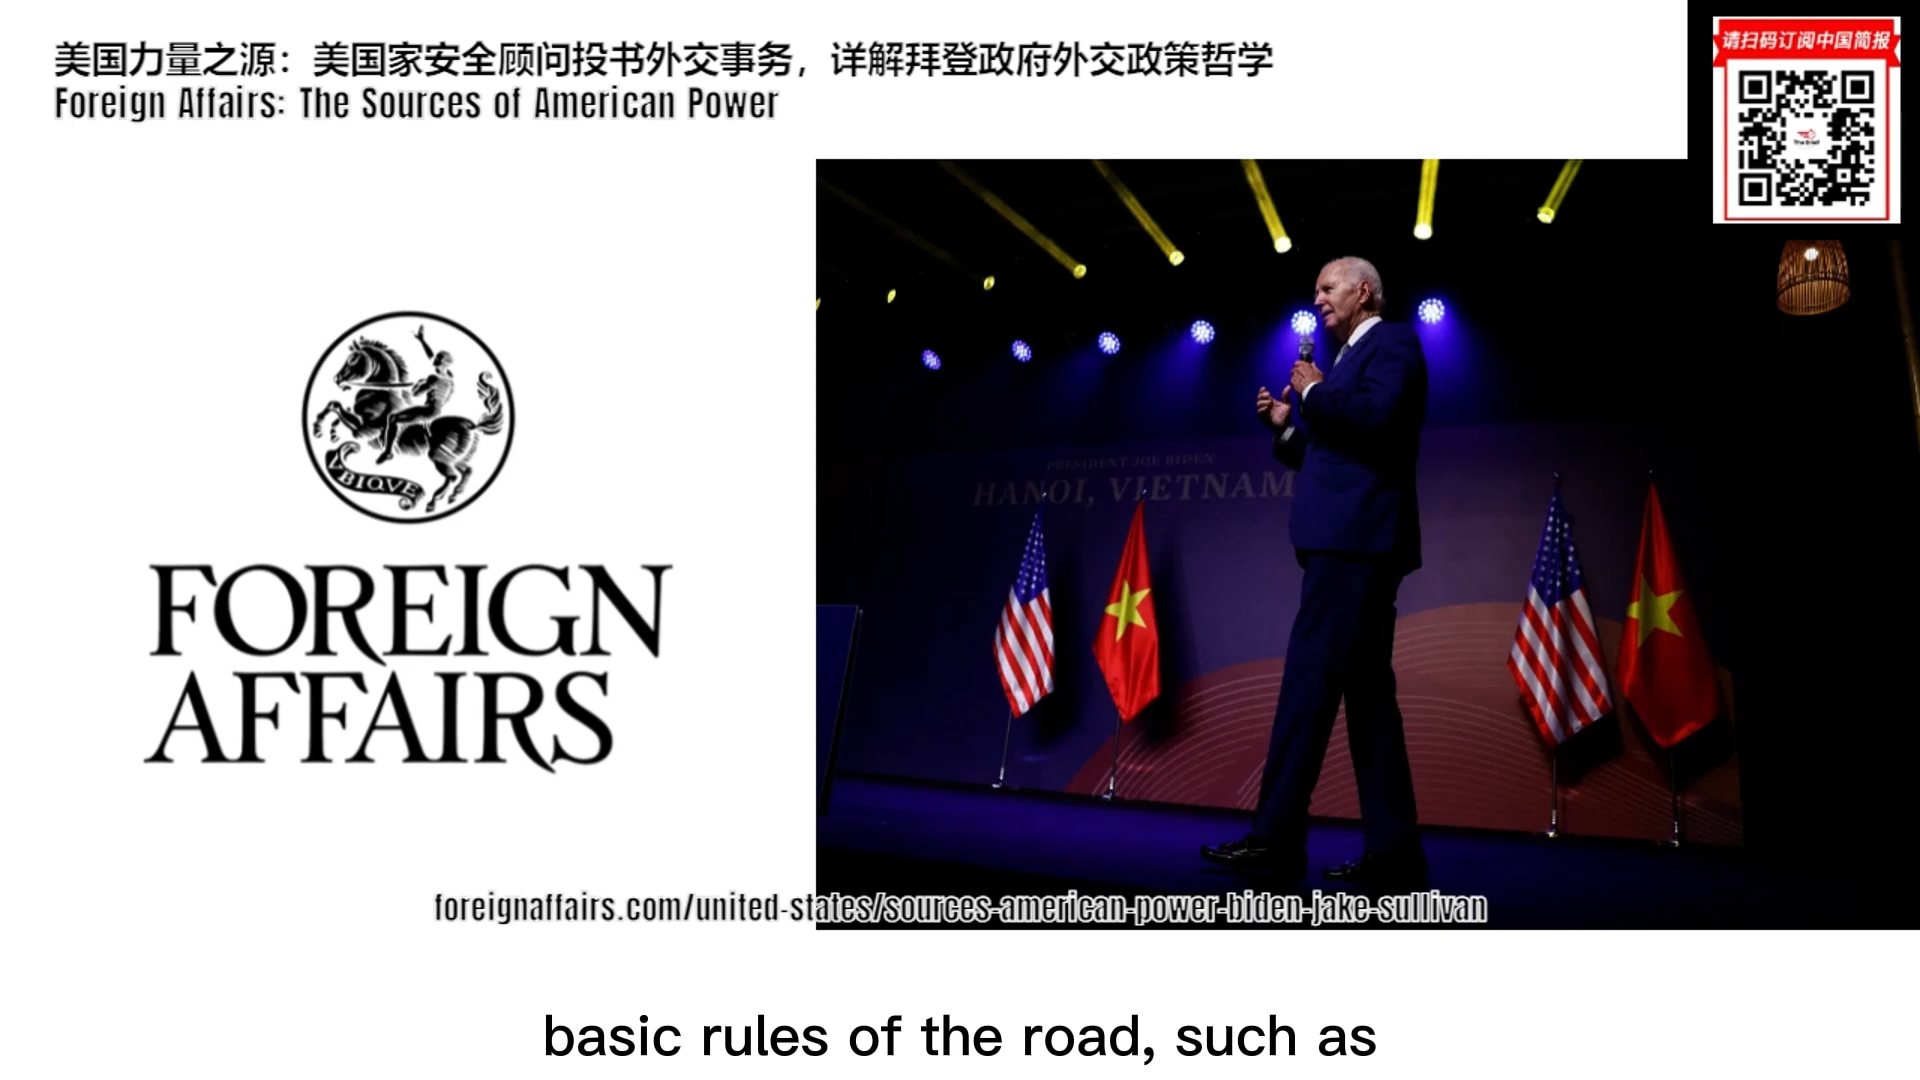 美国力量之源：美国家安全顾问投书外交事务，详解拜登政府外交政策哲学
Foreign Affairs: The Sources of American Power
请扫码订阅中国简报
VBIQVE
FOREIGN
AFFAIRS
PRESIDENT JOE BIDEN
HANOI, VIETNAM
foreignaffairs.com/united-states/sources-american-power-biden-jake-sullivan
basic rules of the road, such as